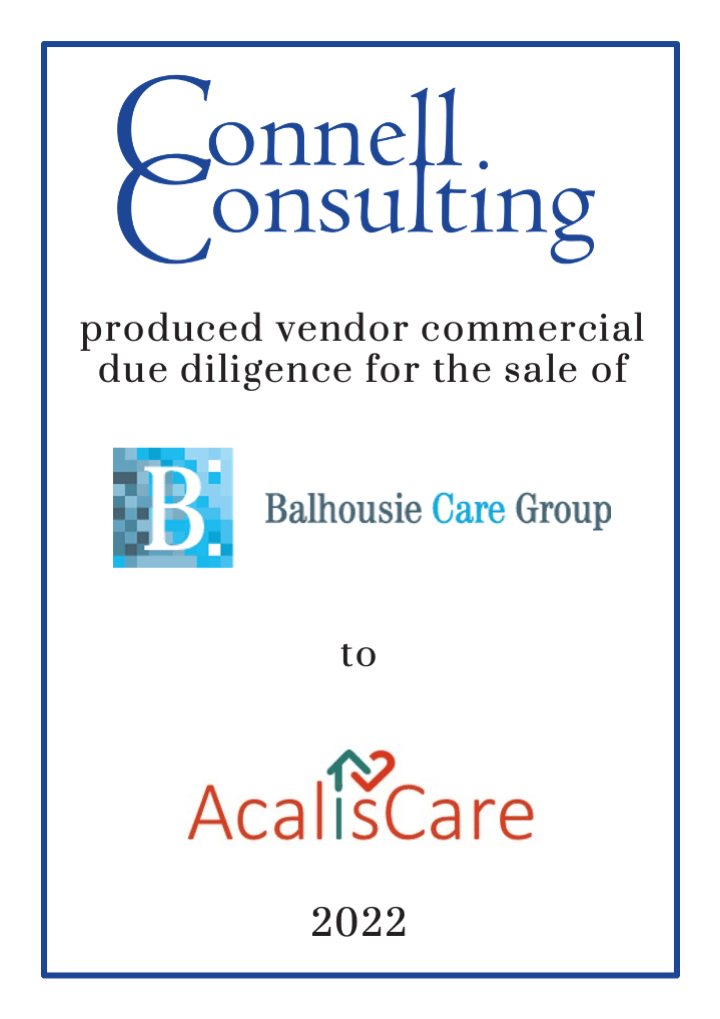 Connell
Consulting
produced vendor commercial
due diligence for the sale of
B
Balhousie Care Group
to
AcalisCare
2022